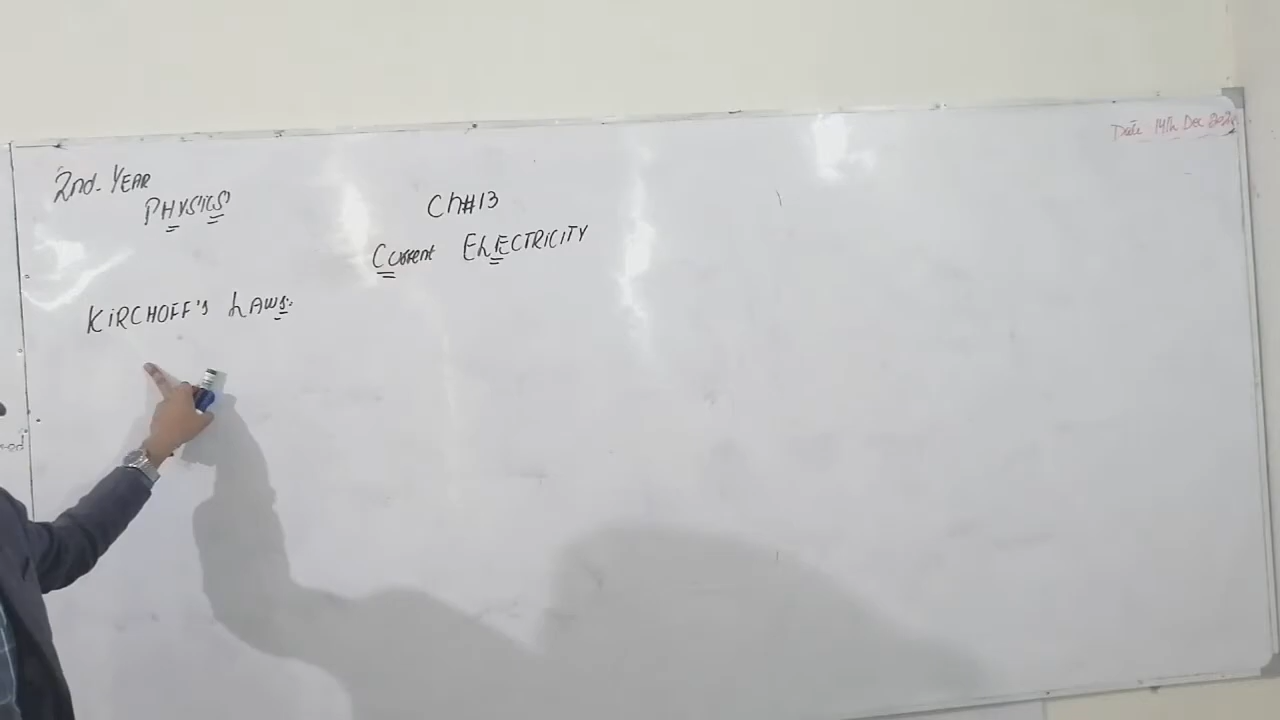 2nd-YEAR
PHYSICS
Ch#13
Current ELECTRICITY
KIRCHOFF'S LAWS:
Date 14th Dec